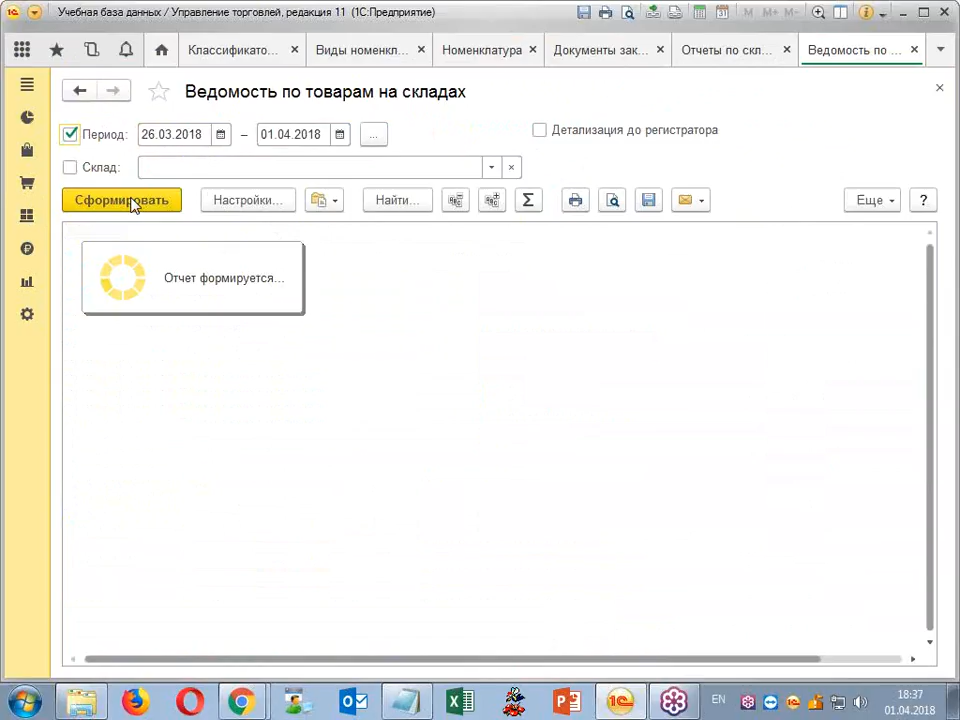 Учебная база данных / Управление торговлей, редакция 11 (1С:Предприятие)
M M+ M-
Классификато... Виды номенкл... Номенклатура Документы зак... Отчеты по скл... Ведомость по ...
Ведомость по товарам на складах
Период: 26.03.2018 – 01.04.2018 ... Детализация до регистратора
Склад:
Сформировать Настройки... Найти... Σ Еще ?
Отчет формируется...
EN 18:37
01.04.2018